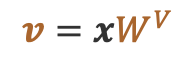 v = xW^V